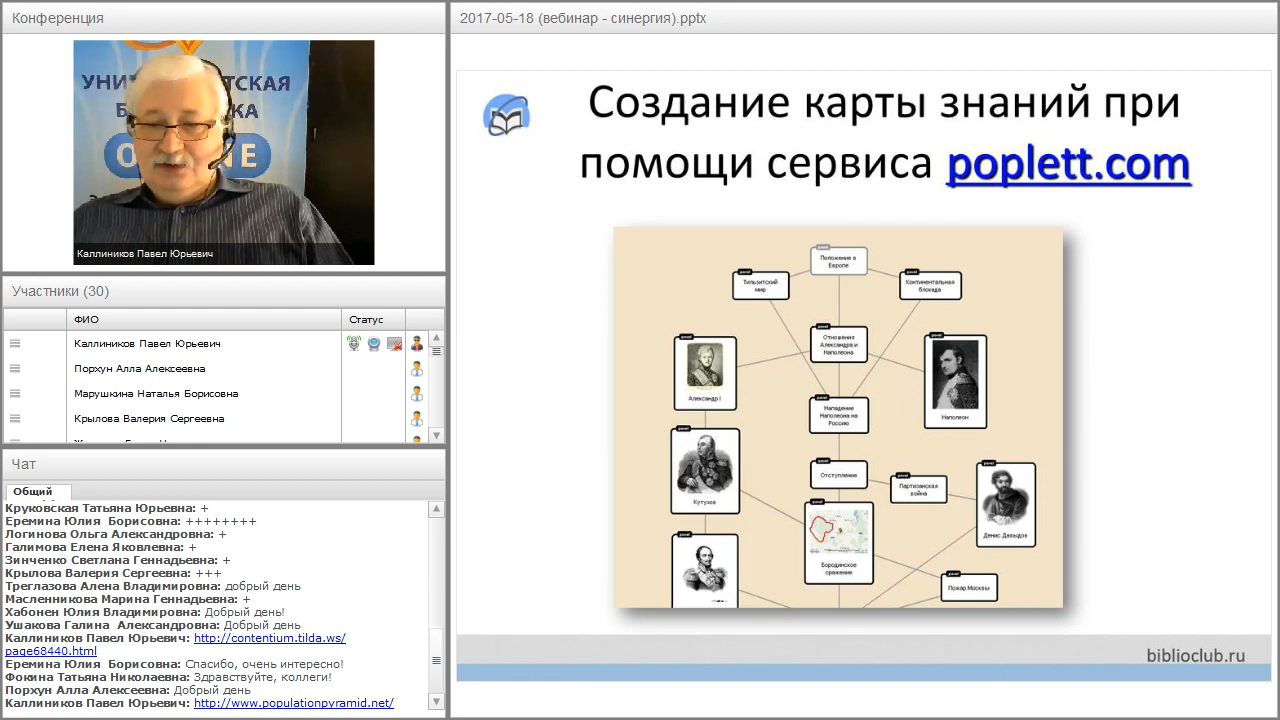 Конференция
УНИ
ТСКАЯ
Б
КА
O
NE
Каллиников Павел Юрьевич
Участники (30)
ФИО
Статус
Каллиников Павел Юрьевич
Порхун Алла Алексеевна
Марушкина Наталья Борисовна
Крылова Валерия Сергеевна
Чат
Общий
Круковская Татьяна Юрьевна: +
Еремина Юлия Борисовна: ++++++++
Логинова Ольга Александровна: +
Галимова Елена Яковлевна: +
Зинченко Светлана Геннадьевна: +
Крылова Валерия Сергеевна: +++
Треглазова Алена Владимировна: добрый день
Масленникова Марина Геннадьевна: +
Хабонен Юлия Владимировна: Добрый день!
Ушакова Галина Александровна: Добрый день
Каллиников Павел Юрьевич: http://contentium.tilda.ws/
page68440.html
Еремина Юлия Борисовна: Спасибо, очень интересно!
Фокина Татьяна Николаевна: Здравствуйте, коллеги!
Порхун Алла Алексеевна: Добрый день
Каллиников Павел Юрьевич: http://www.populationpyramid.net/
2017-05-18 (вебинар - синергия).pptx
Создание карты знаний при
помощи сервиса poplett.com
Положение в
Европе
Тильзитский
мир
Континентальная
блокада
Отношения
Александра и
Наполеона
Александр I
Наполеон
Нападение
Наполеона на
Россию
Кутузов
Отступление
Партизанская
война
Денис Давыдов
Бородинское
сражение
Пожар Москвы
biblioclub.ru